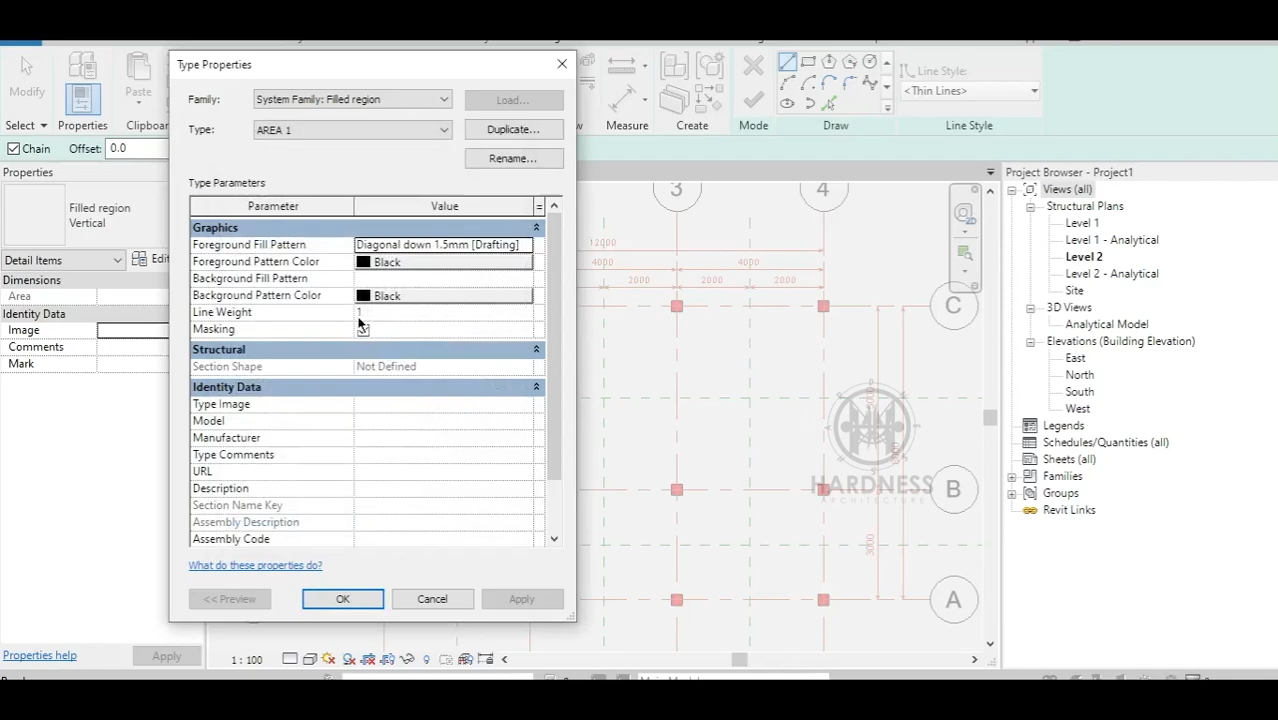 Modify
Paste
Select
Properties
Clipboar
Measure
Create
Mode
Draw
Line Style:
<Thin Lines>
Line Style
Chain
Offset:
0.0
Properties
Filled region
Vertical
Detail Items
Edi
Dimensions
Area
Identity Data
Image
Comments
Mark
Properties help
Apply
Type Properties
Family:
System Family: Filled region
Load...
Type:
AREA 1
Duplicate...
Rename...
Type Parameters
Parameter
Value
=
Graphics
Foreground Fill Pattern
Diagonal down 1.5mm [Drafting]
Foreground Pattern Color
Black
Background Fill Pattern
Background Pattern Color
Black
Line Weight
1
Masking
Structural
Section Shape
Not Defined
Identity Data
Type Image
Model
Manufacturer
Type Comments
URL
Description
Section Name Key
Assembly Description
Assembly Code
What do these properties do?
<< Preview
OK
Cancel
Apply
3
4
12000
4000
4000
2000
2000
2000
C
B
A
3000
HARDNESS
ARCHITECTURE
2D
1 : 100
Project Browser - Project1
Views (all)
Structural Plans
Level 1
Level 1 - Analytical
Level 2
Level 2 - Analytical
Site
3D Views
Analytical Model
Elevations (Building Elevation)
East
North
South
West
Legends
Schedules/Quantities (all)
Sheets (all)
Families
Groups
Revit Links